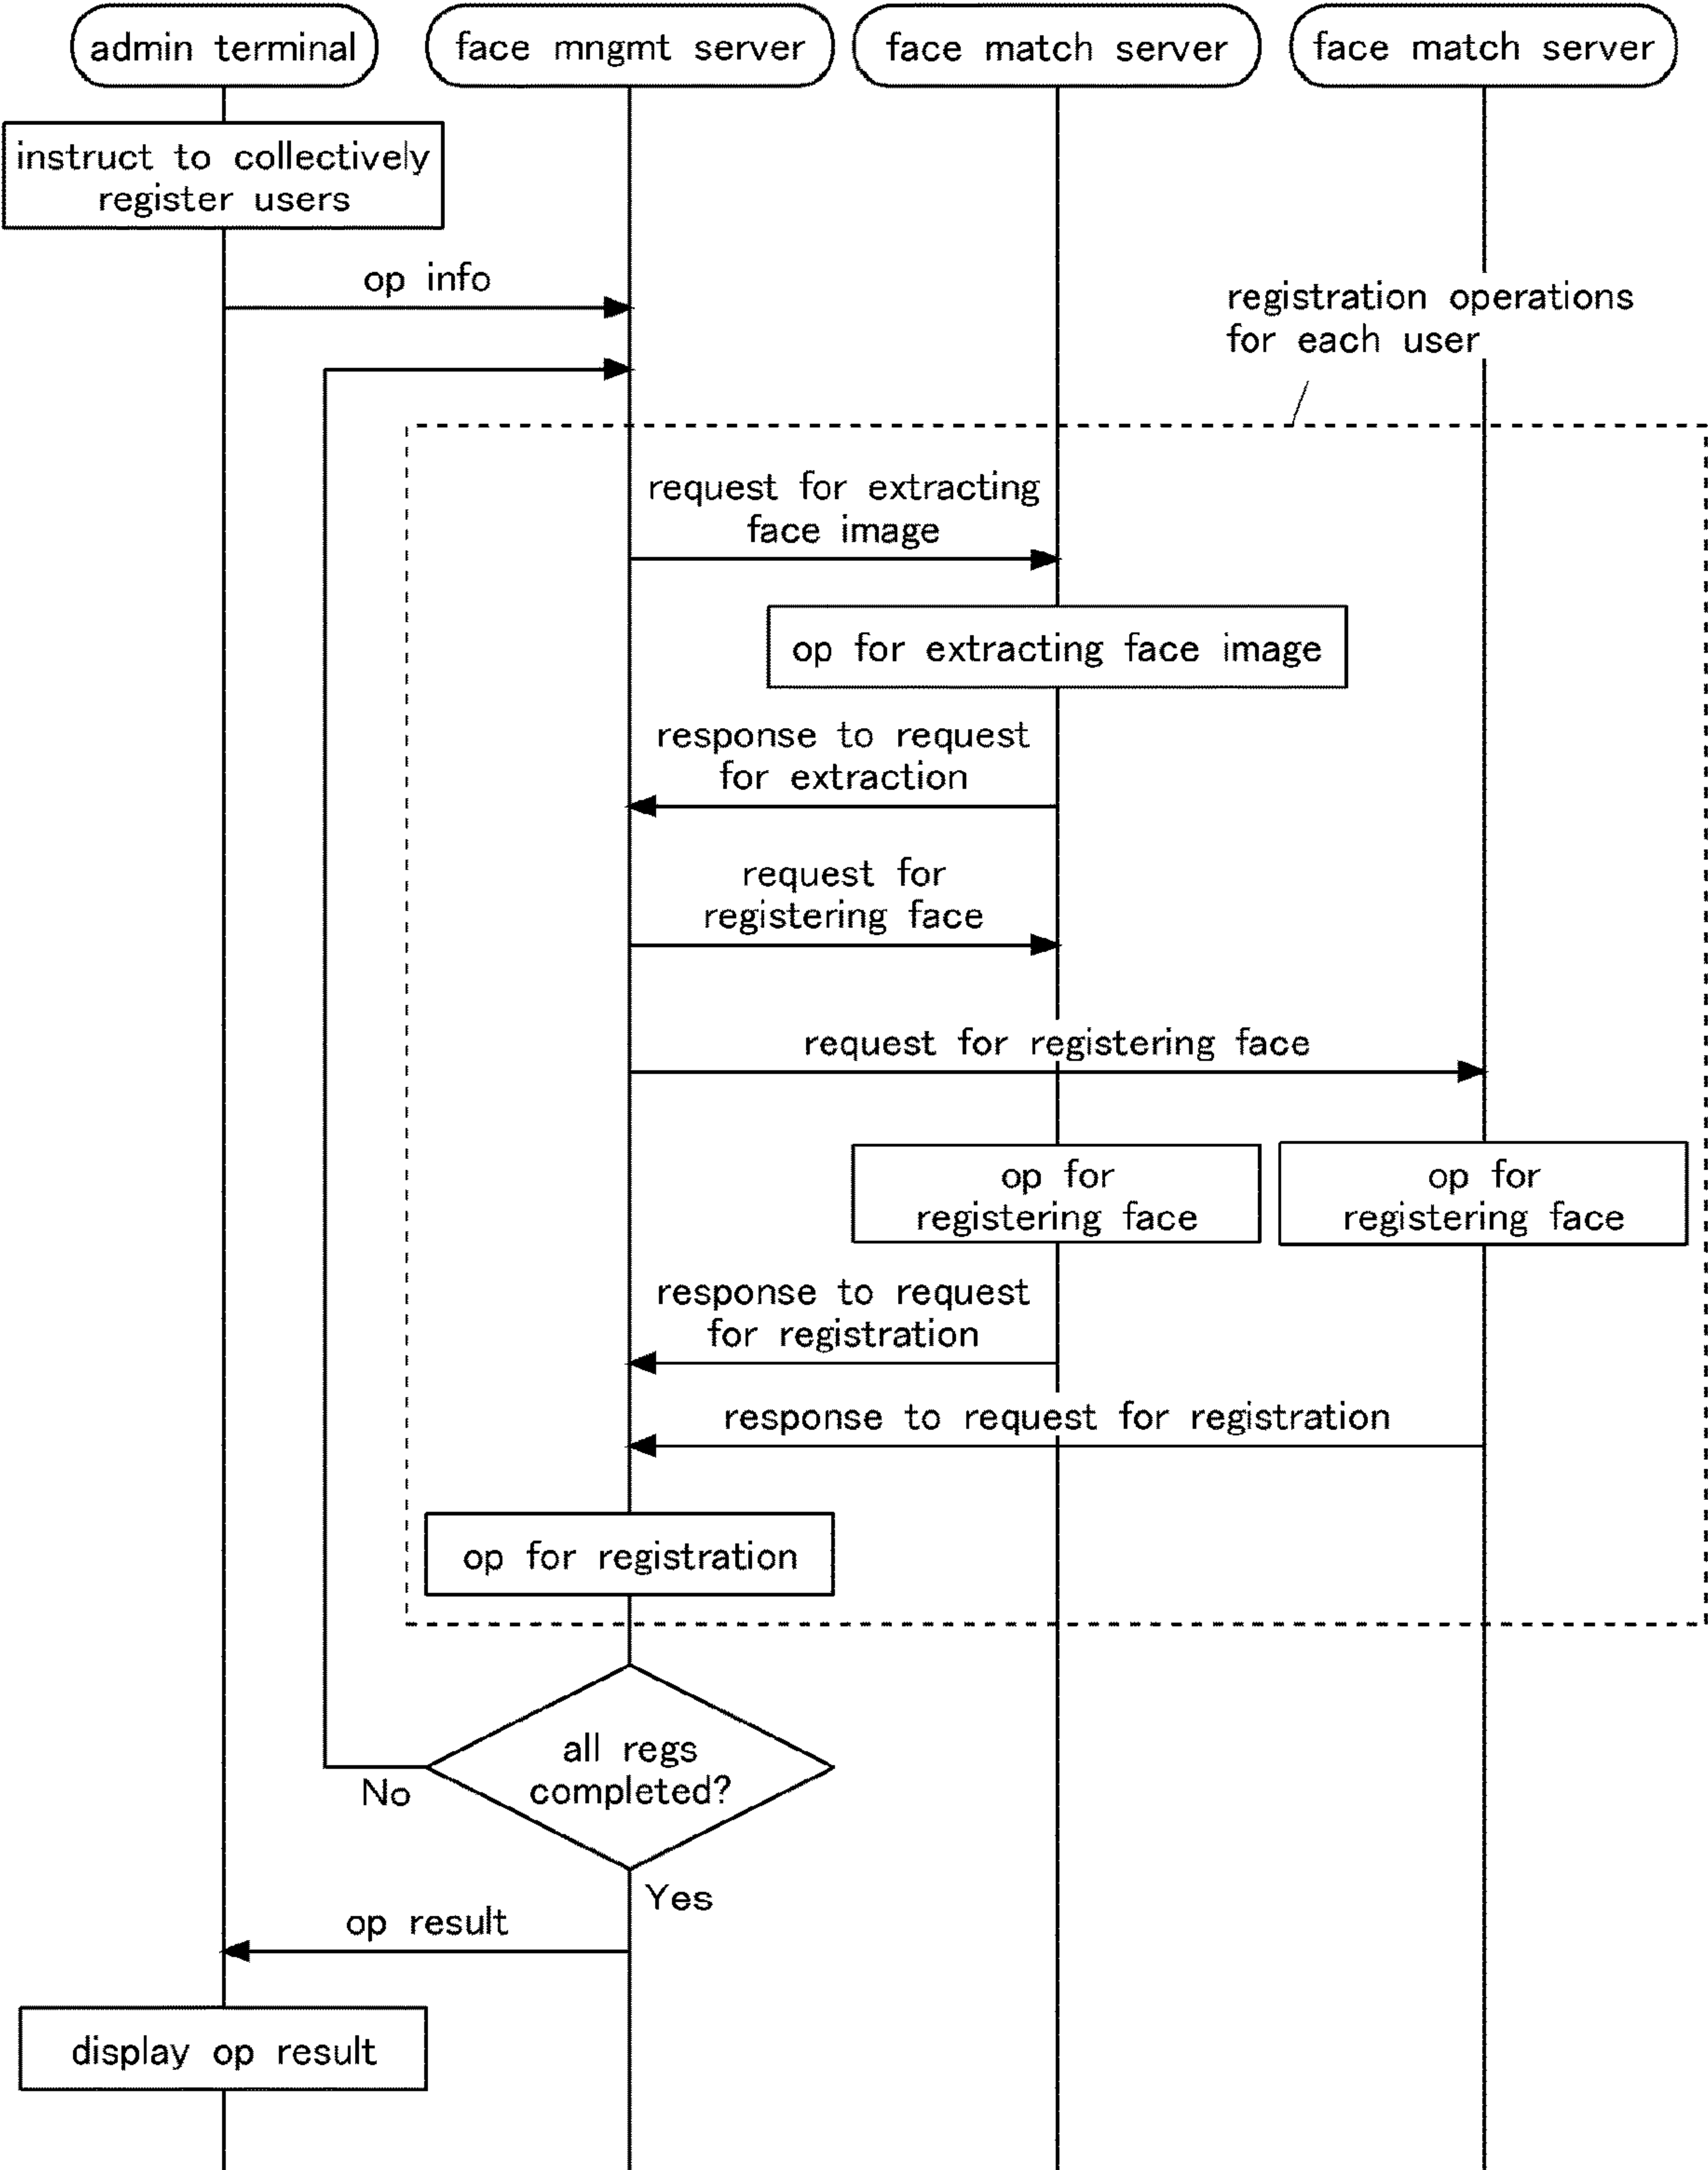 admin terminal
face mngmt server
face match server
face match server
instruct to collectively
register users
op info
registration operations
for each user
request for extracting
face image
op for extracting face image
response to request
for extraction
request for
registering face
request for registering face
op for
registering face
op for
registering face
response to request
for registration
response to request for registration
op for registration
all regs
completed?
No
Yes
op result
display op result